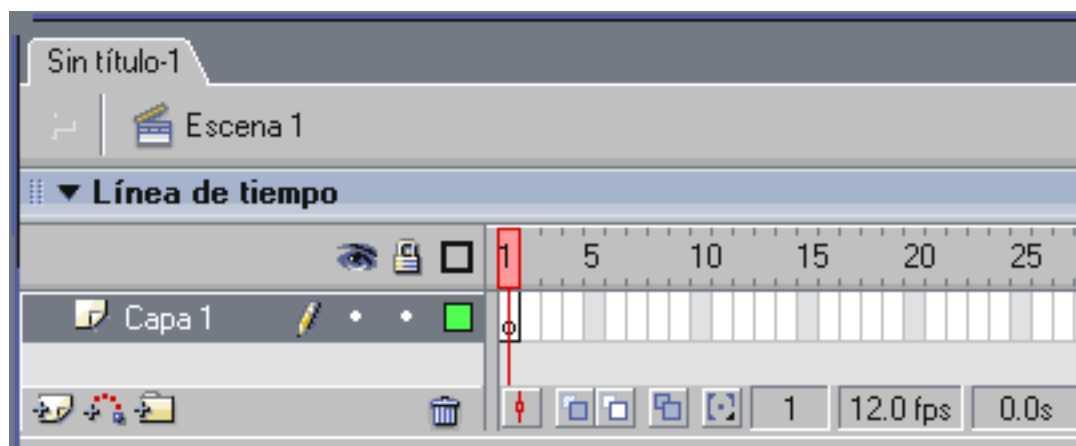 Sin título-1
Escena 1
Línea de tiempo
1 5 10 15 20 25
Capa 1
1 12.0 fps 0.0s